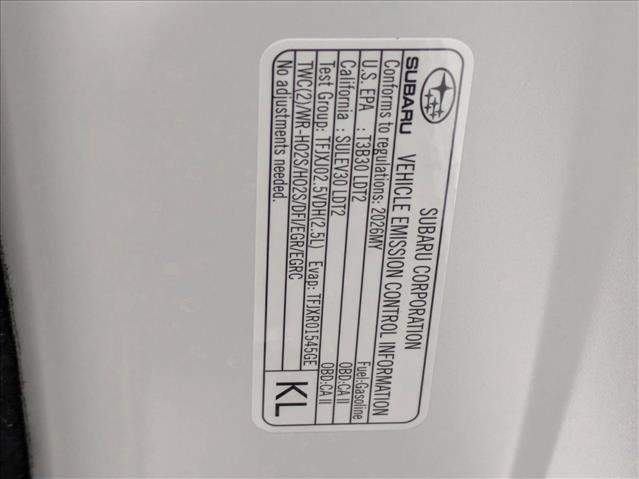 SUBARU CORPORATION
SUBARU VEHICLE EMISSION CONTROL INFORMATION
Conforms to regulations: 2026MY Fuel:Gasoline
U.S. EPA : T3B30 LDT2 OBD:CA II
California : SULEV30 LDT2 OBD:CA II
Test Group: TFJXJ02.5VDH(2.5L) Evap: TFJXR01545GE
TWC(2)/WR-HO2S/HO2S/DFI/EGR/EGRC
No adjustments needed.
KL